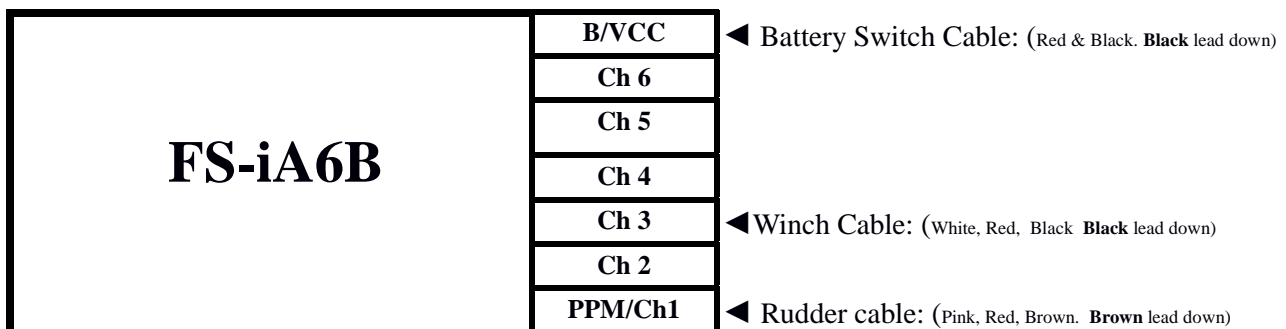 B/VCC ◄ Battery Switch Cable: (Red & Black. Black lead down)
Ch 6
Ch 5
FS-iA6B
Ch 4
Ch 3 ◄Winch Cable: (White, Red, Black Black lead down)
Ch 2
PPM/Ch1 ◄ Rudder cable: (Pink, Red, Brown. Brown lead down)